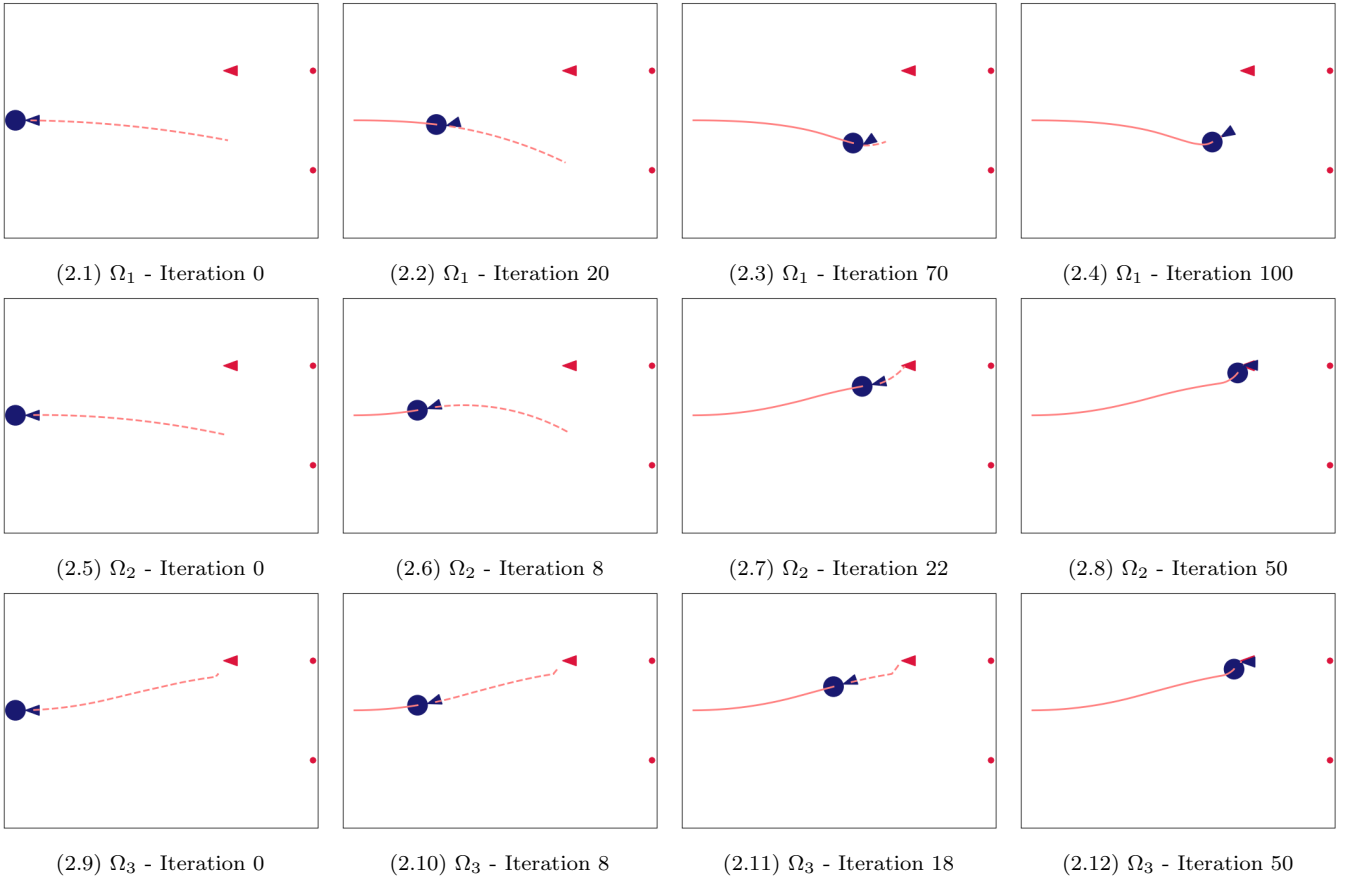 (2.1) Ω₁ - Iteration 0
(2.2) Ω₁ - Iteration 20
(2.3) Ω₁ - Iteration 70
(2.4) Ω₁ - Iteration 100
(2.5) Ω₂ - Iteration 0
(2.6) Ω₂ - Iteration 8
(2.7) Ω₂ - Iteration 22
(2.8) Ω₂ - Iteration 50
(2.9) Ω₃ - Iteration 0
(2.10) Ω₃ - Iteration 8
(2.11) Ω₃ - Iteration 18
(2.12) Ω₃ - Iteration 50